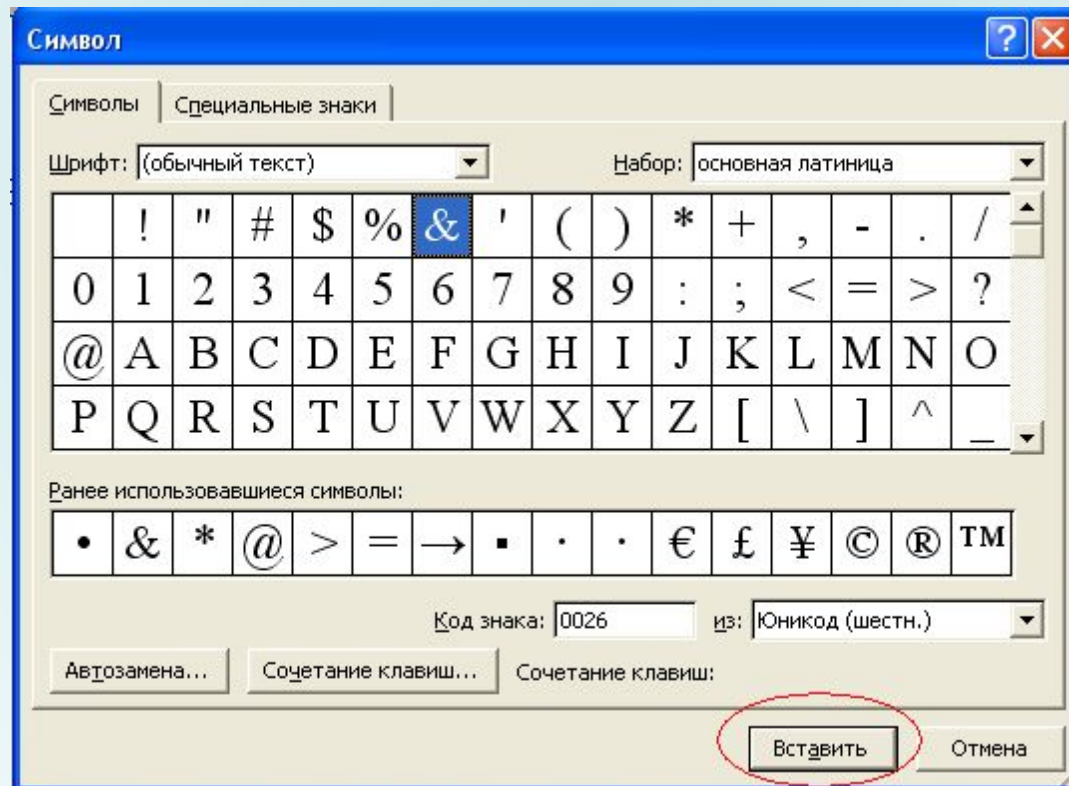 Символ
Символы Специальные знаки
Шрифт: (обычный текст) Набор: основная латиница
! " # $ % & ' ( ) * + , - . /
0 1 2 3 4 5 6 7 8 9 : ; < = > ?
@ A B C D E F G H I J K L M N O
P Q R S T U V W X Y Z [ \ ] ^ _
Ранее использовавшиеся символы:
• & * @ > = → ▪ · · € £ ¥ © ® ™
Код знака: 0026 из: Юникод (шестн.)
Автозамена... Сочетание клавиш... Сочетание клавиш:
Вставить Отмена